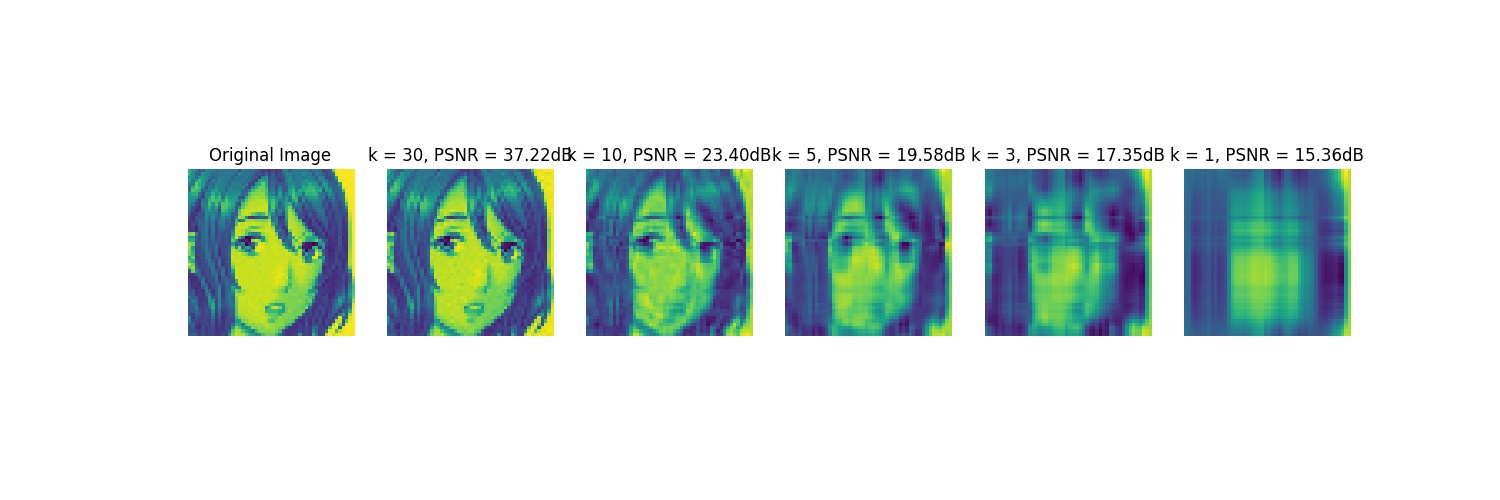 Original Image
k = 30, PSNR = 37.22dB
k = 10, PSNR = 23.40dB
k = 5, PSNR = 19.58dB
k = 3, PSNR = 17.35dB
k = 1, PSNR = 15.36dB